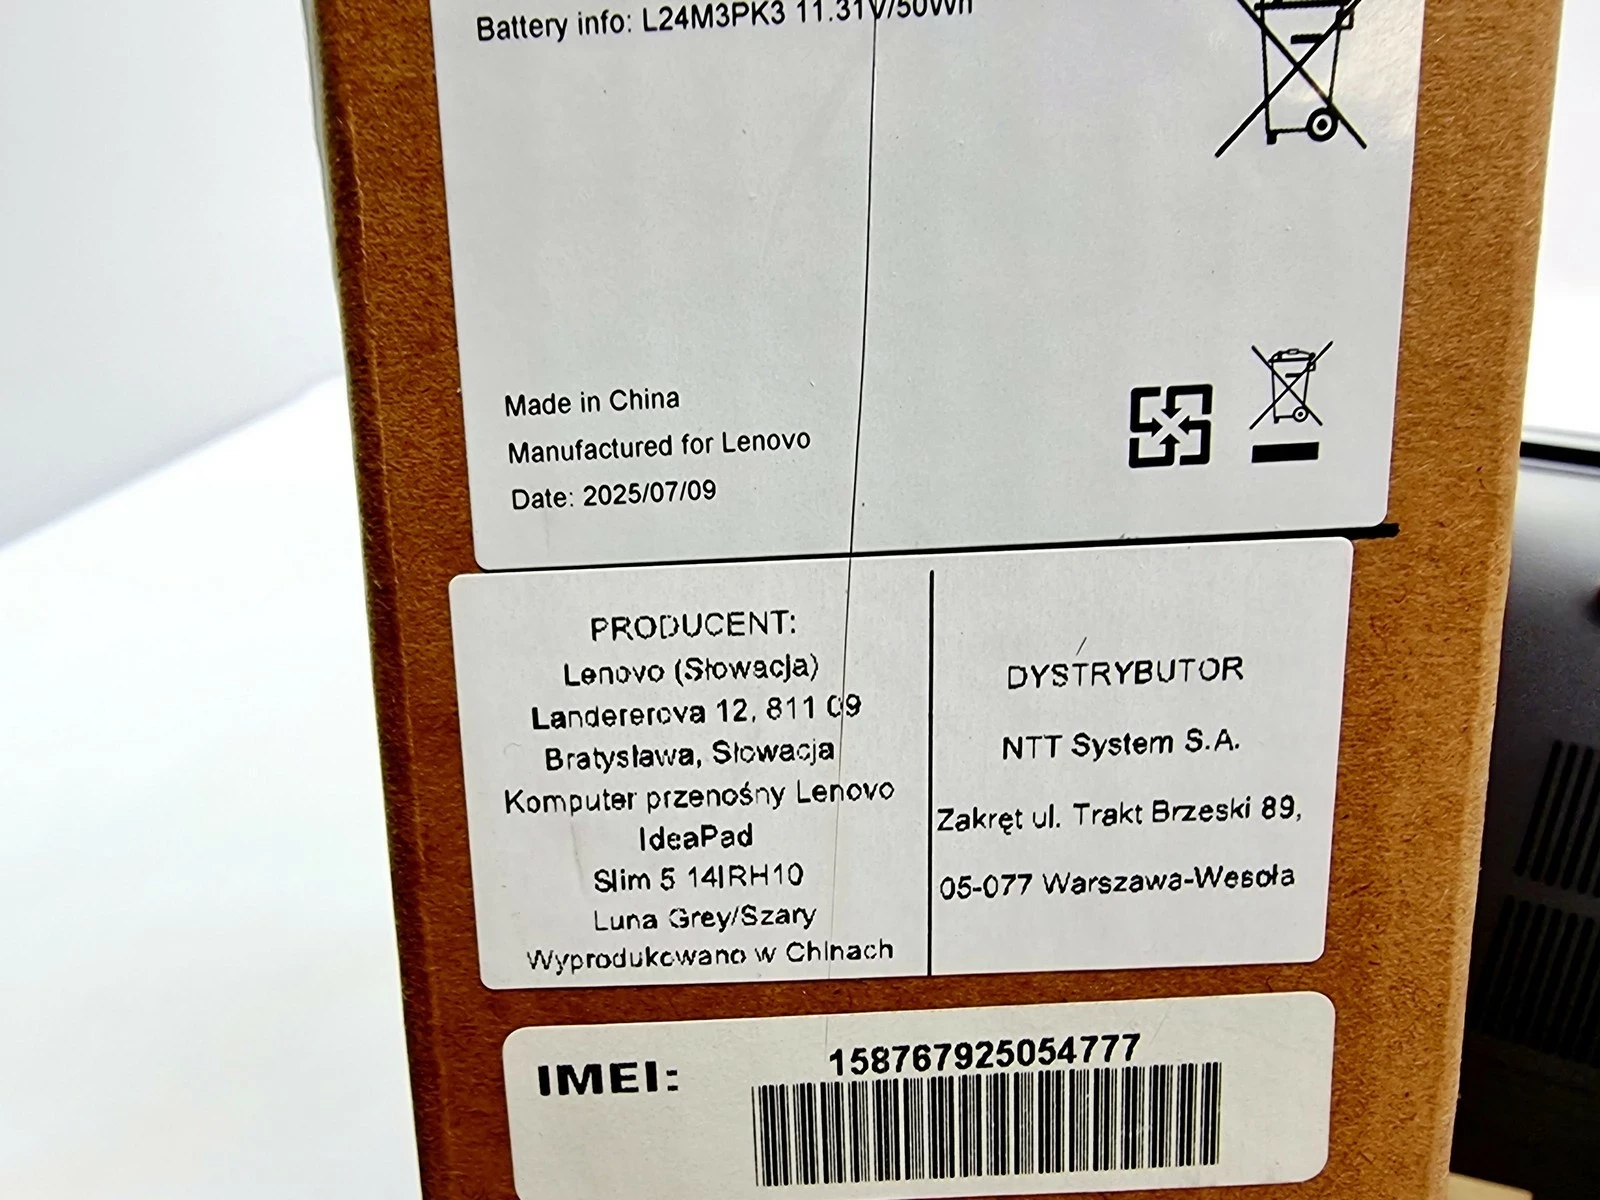 Battery info: L24M3PK3 11.31V/50Wh
Made in China
Manufactured for Lenovo
Date: 2025/07/09
PRODUCENT:
Lenovo (Słowacja)
Landererova 12, 811 09
Bratysława, Słowacja
Komputer przenośny Lenovo
IdeaPad
Slim 5 14IRH10
Luna Grey/Szary
Wyprodukowano w Chinach
DYSTRYBUTOR
NTT System S.A.
Zakręt ul. Trakt Brzeski 89,
05-077 Warszawa-Wesoła
IMEI:
158767925054777